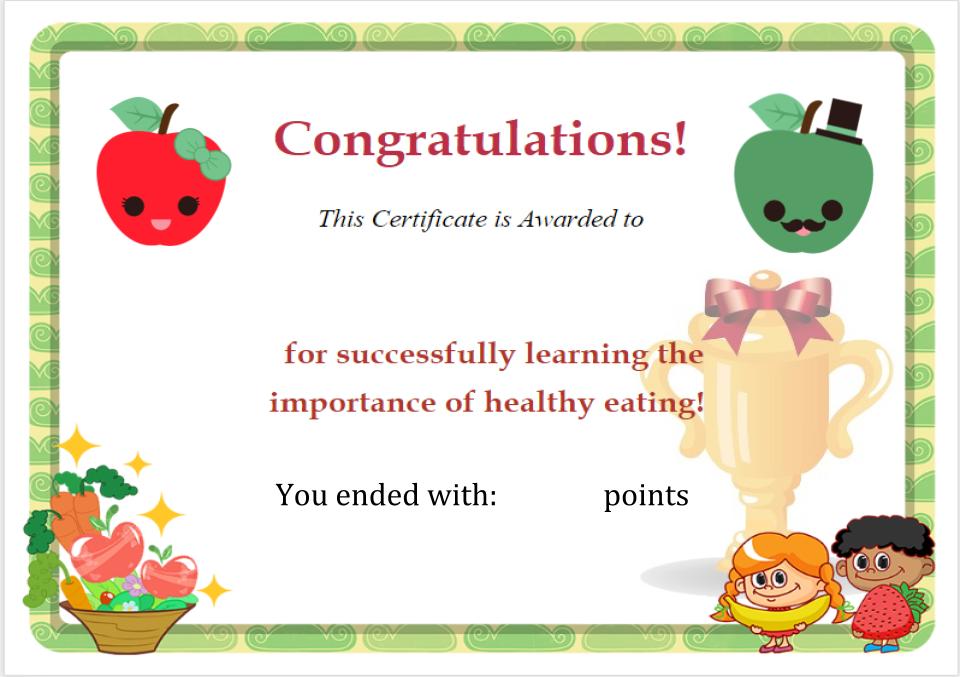 Congratulations!
This Certificate is Awarded to
for successfully learning the
importance of healthy eating!
You ended with: points